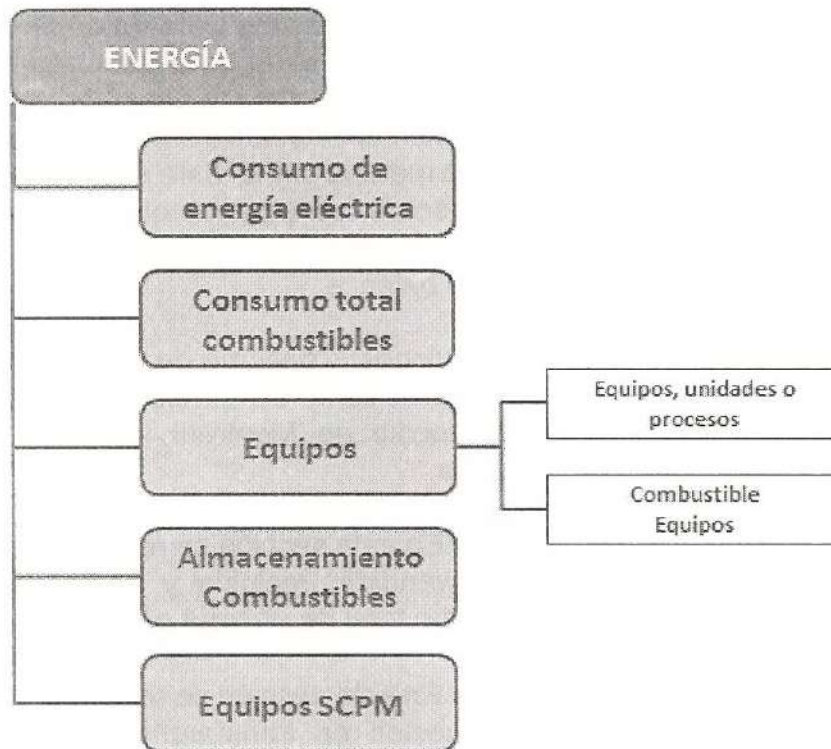 ENERGÍA
Consumo de
energía eléctrica
Consumo total
combustibles
Equipos
Equipos, unidades o
procesos
Combustible
Equipos
Almacenamiento
Combustibles
Equipos SCPM